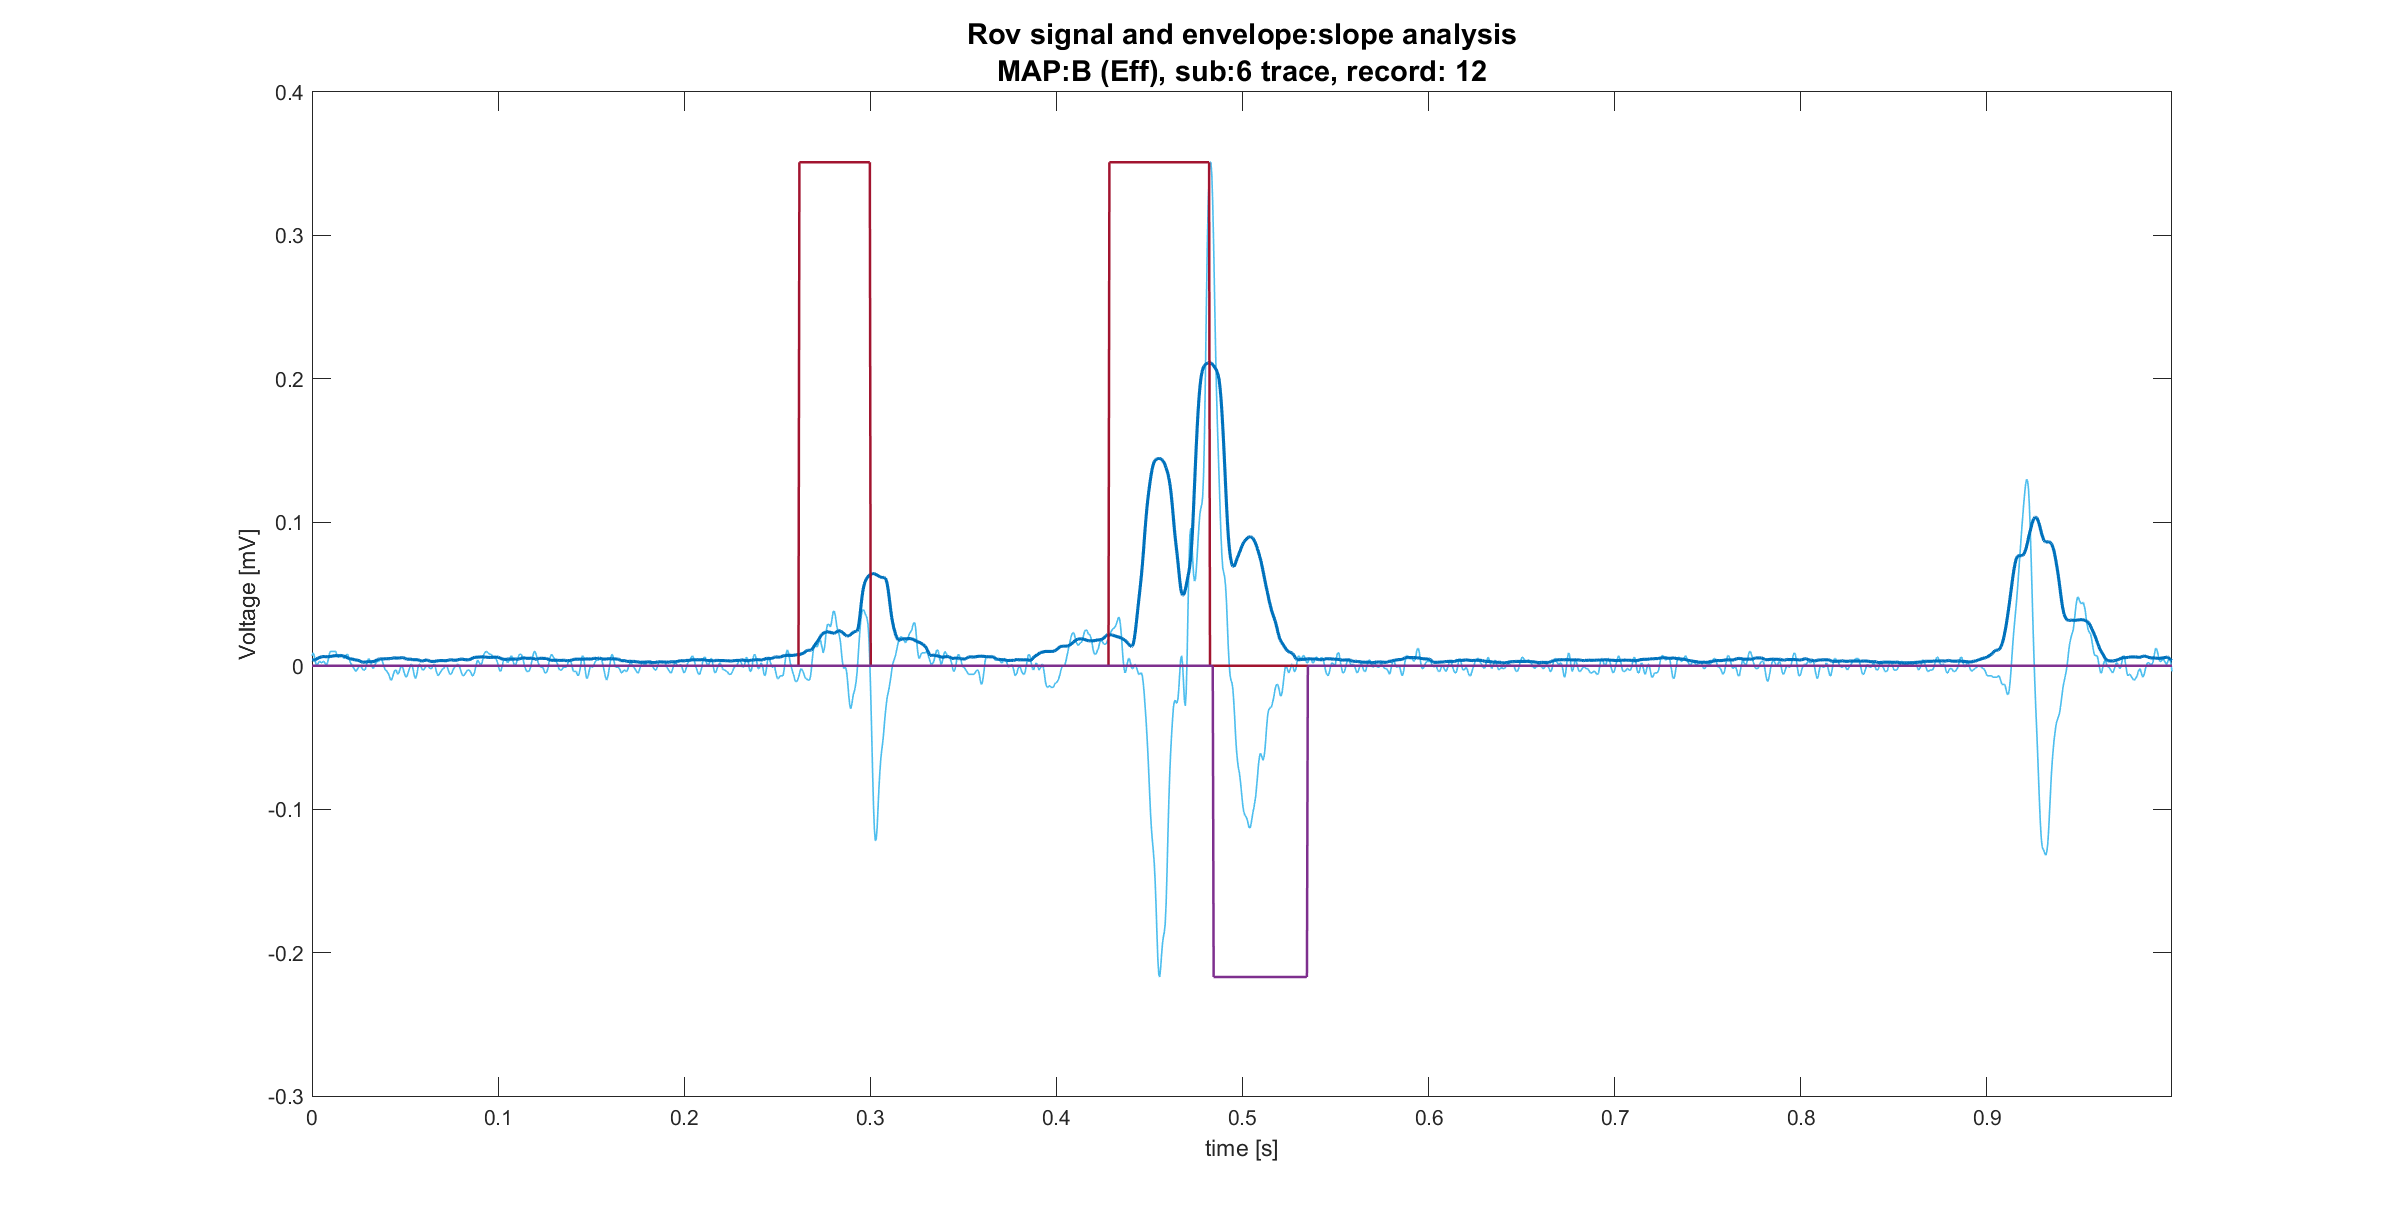 Rov signal and envelope:slope analysis
MAP:B (Eff), sub:6 trace, record: 12
0.4
0.3
0.2
0.1
0
-0.1
-0.2
-0.3
Voltage [mV]
0 0.1 0.2 0.3 0.4 0.5 0.6 0.7 0.8 0.9
time [s]